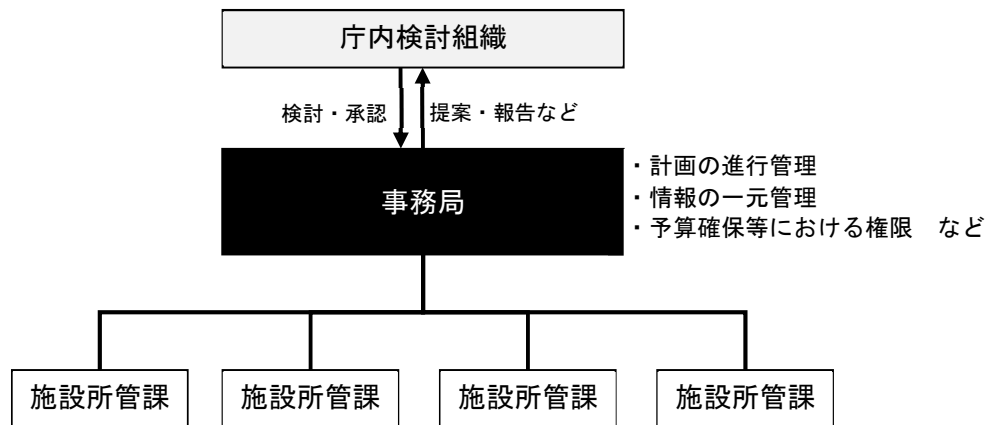 庁内検討組織
検討・承認
提案・報告など
事務局
・計画の進行管理
・情報の一元管理
・予算確保等における権限　など
施設所管課
施設所管課
施設所管課
施設所管課